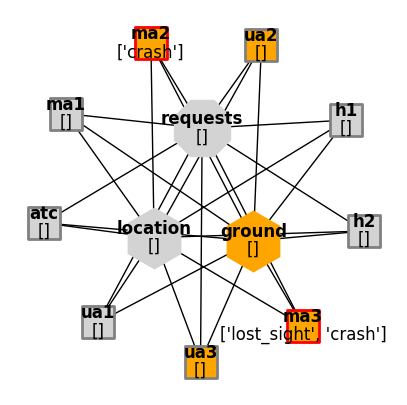 ma2
['crash']
ua2
[]
ma1
[]
requests
[]
h1
[]
atc
[]
location
[]
ground
[]
h2
[]
ua1
[]
ma3
['lost_sight', 'crash']
ua3
[]